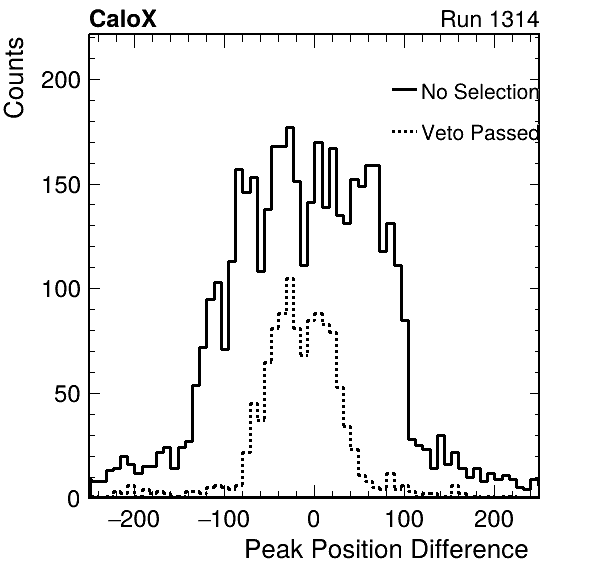 CaloX Run 1314
Counts
200
150
100
50
0
No Selection
Veto Passed
−200 −100 0 100 200
Peak Position Difference